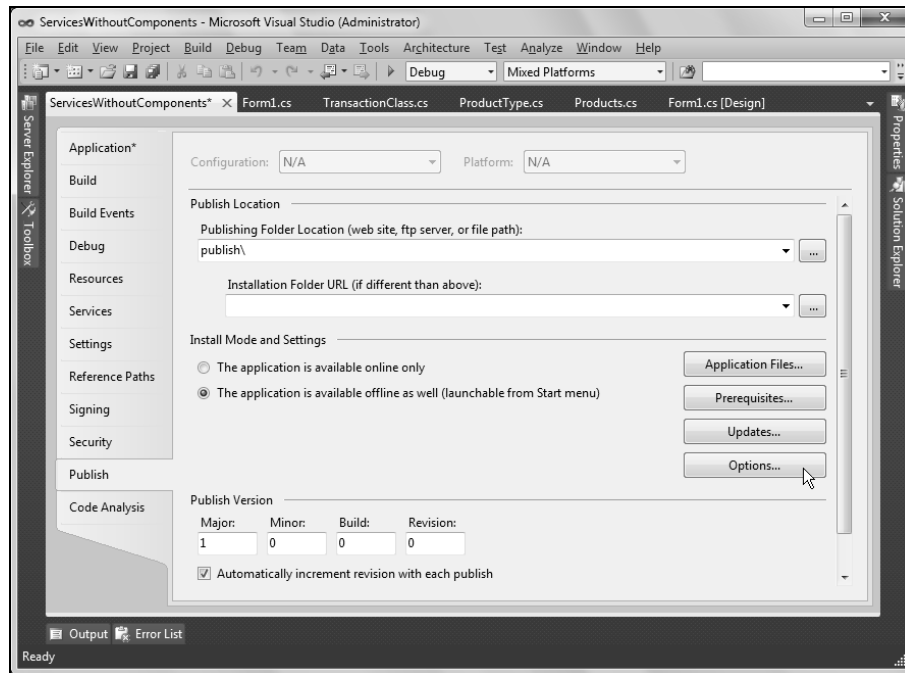 ServicesWithoutComponents - Microsoft Visual Studio (Administrator)
File Edit View Project Build Debug Team Data Tools Architecture Test Analyze Window Help
Debug Mixed Platforms
ServicesWithoutComponents* Form1.cs TransactionClass.cs ProductType.cs Products.cs Form1.cs [Design]
Server Explorer
Toolbox
Properties
Solution Explorer
Application*
Build
Build Events
Debug
Resources
Services
Settings
Reference Paths
Signing
Security
Publish
Code Analysis
Configuration: N/A Platform: N/A
Publish Location
Publishing Folder Location (web site, ftp server, or file path):
publish\
...
Installation Folder URL (if different than above):
...
Install Mode and Settings
The application is available online only
The application is available offline as well (launchable from Start menu)
Application Files...
Prerequisites...
Updates...
Options...
Publish Version
Major: Minor: Build: Revision:
1 0 0 0
Automatically increment revision with each publish
Output Error List
Ready